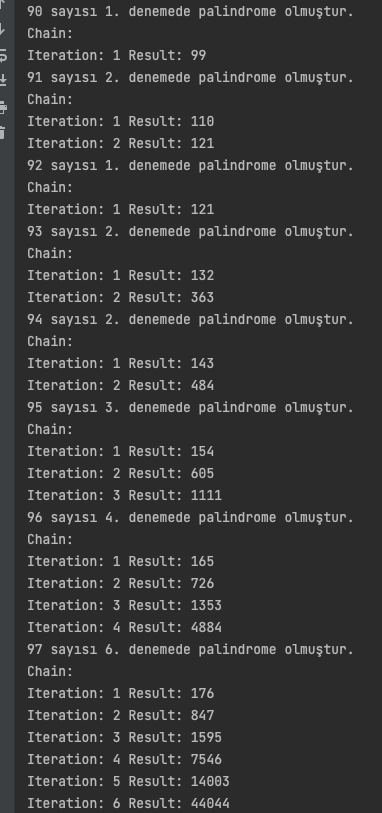 90 sayısı 1. denemede palindrome olmuştur.
Chain:
Iteration: 1 Result: 99
91 sayısı 2. denemede palindrome olmuştur.
Chain:
Iteration: 1 Result: 110
Iteration: 2 Result: 121
92 sayısı 1. denemede palindrome olmuştur.
Chain:
Iteration: 1 Result: 121
93 sayısı 2. denemede palindrome olmuştur.
Chain:
Iteration: 1 Result: 132
Iteration: 2 Result: 363
94 sayısı 2. denemede palindrome olmuştur.
Chain:
Iteration: 1 Result: 143
Iteration: 2 Result: 484
95 sayısı 3. denemede palindrome olmuştur.
Chain:
Iteration: 1 Result: 154
Iteration: 2 Result: 605
Iteration: 3 Result: 1111
96 sayısı 4. denemede palindrome olmuştur.
Chain:
Iteration: 1 Result: 165
Iteration: 2 Result: 726
Iteration: 3 Result: 1353
Iteration: 4 Result: 4884
97 sayısı 6. denemede palindrome olmuştur.
Chain:
Iteration: 1 Result: 176
Iteration: 2 Result: 847
Iteration: 3 Result: 1595
Iteration: 4 Result: 7546
Iteration: 5 Result: 14003
Iteration: 6 Result: 44044